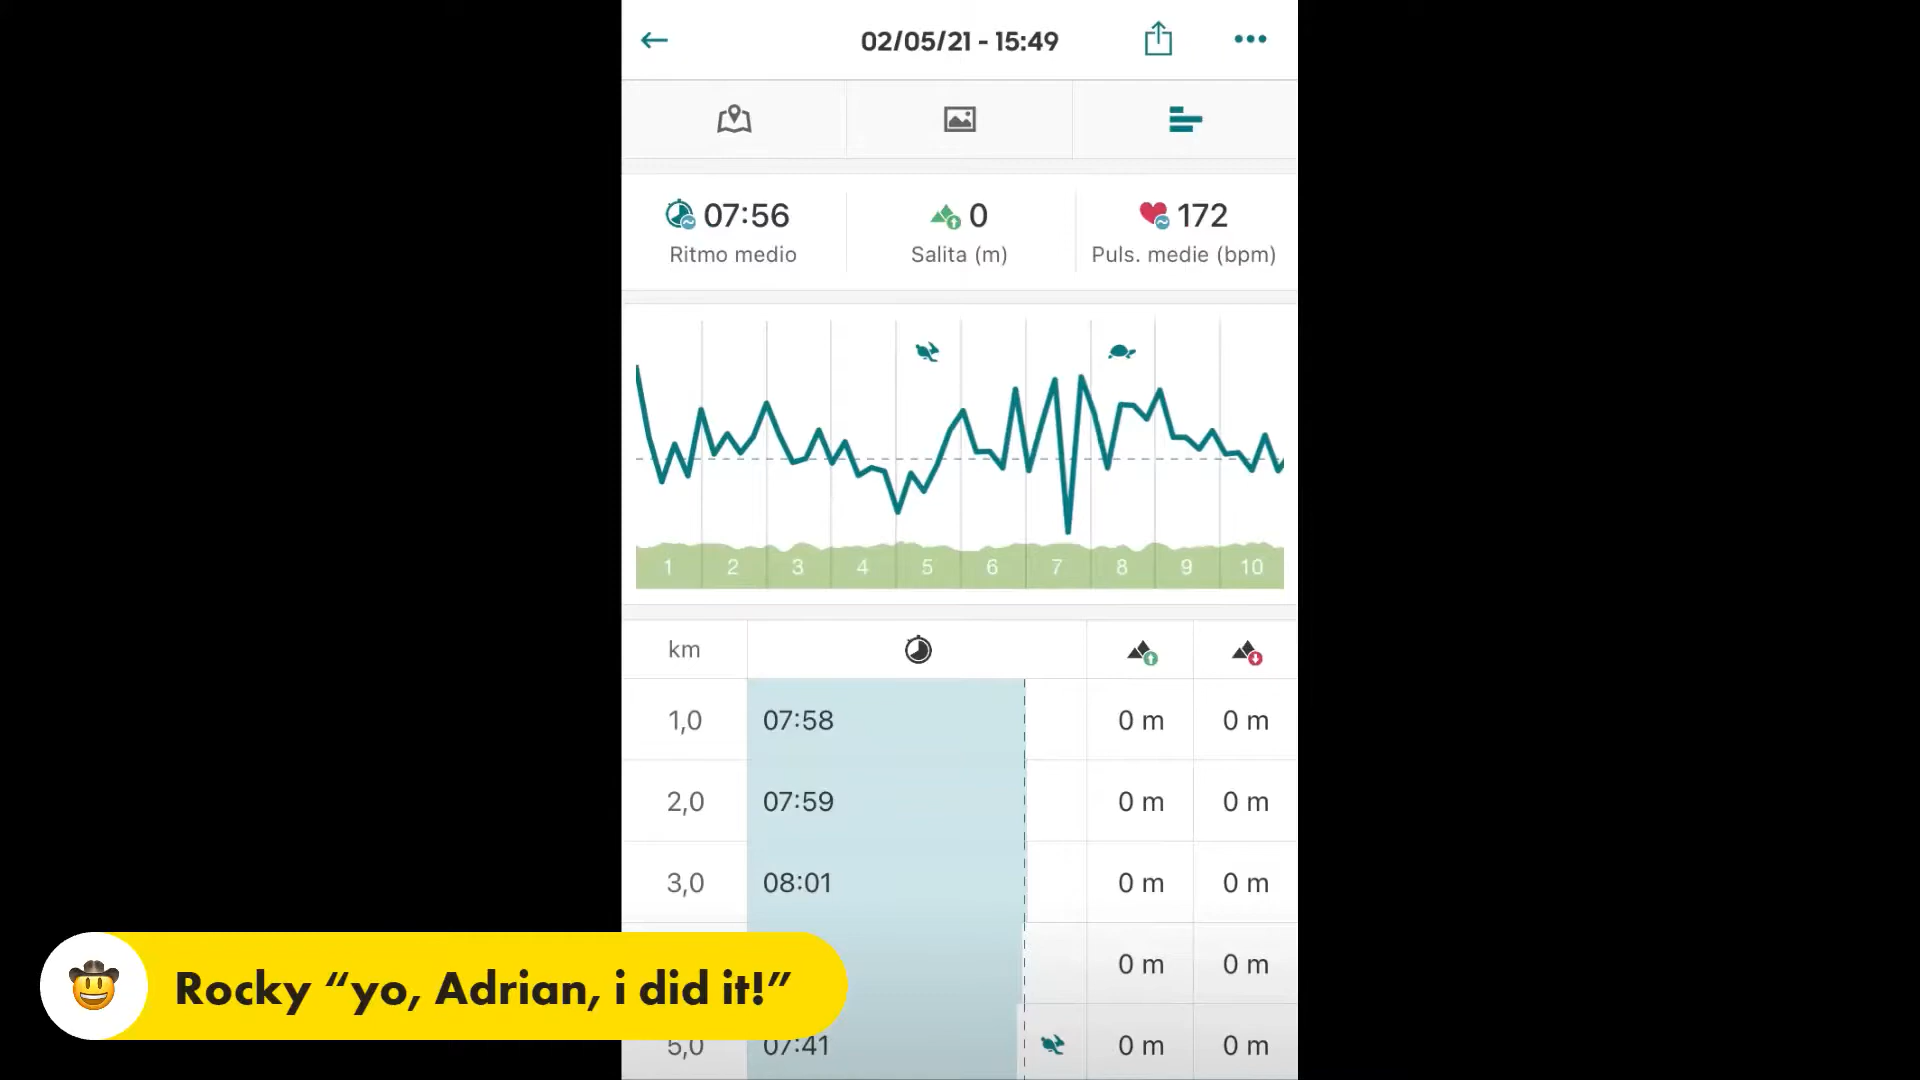 02/05/21 - 15:49
07:56
Ritmo medio
0
Salita (m)
172
Puls. medie (bpm)
1 2 3 4 5 6 7 8 9 10
km
1,0 07:58 0 m 0 m
2,0 07:59 0 m 0 m
3,0 08:01 0 m 0 m
0 m 0 m
Rocky “yo, Adrian, i did it!”
5,0 07:41 0 m 0 m